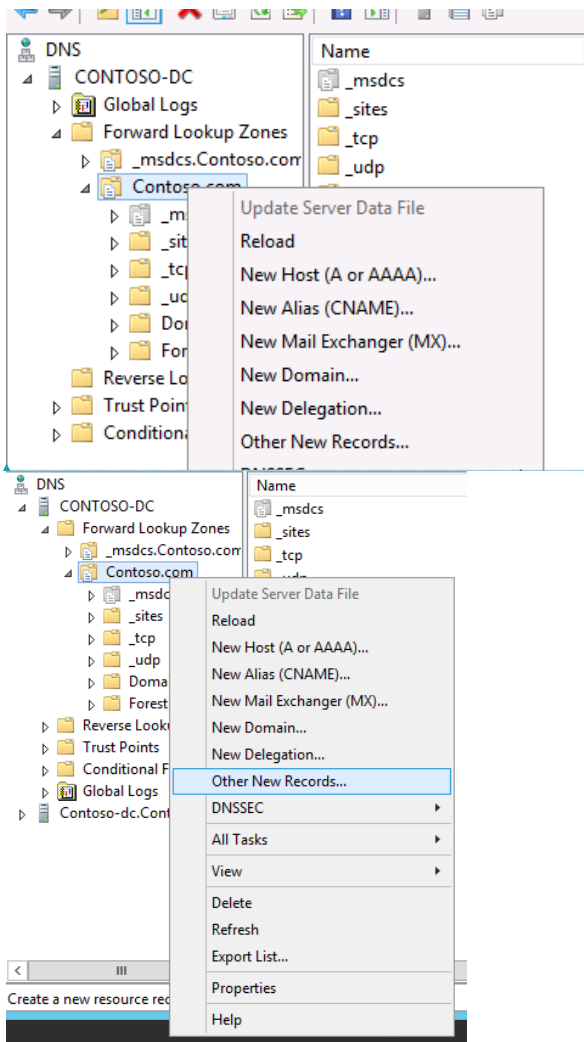 DNS
CONTOSO-DC
Global Logs
Forward Lookup Zones
_msdcs.Contoso.com
Contoso.com
_sit
Reverse Lo
Trust Poin
Condition
Name
_msdcs
_sites
_tcp
_udp
Update Server Data File
Reload
New Host (A or AAAA)...
New Alias (CNAME)...
New Mail Exchanger (MX)...
New Domain...
New Delegation...
Other New Records...
DNS
CONTOSO-DC
Forward Lookup Zones
_msdcs.Contoso.com
Contoso.com
_msdc
_sites
_tcp
_udp
Doma
Forest
Reverse Look
Trust Points
Conditional F
Global Logs
Contoso-dc.Cont
Name
_msdcs
_sites
_tcp
Update Server Data File
Reload
New Host (A or AAAA)...
New Alias (CNAME)...
New Mail Exchanger (MX)...
New Domain...
New Delegation...
Other New Records...
DNSSEC
All Tasks
View
Delete
Refresh
Export List...
Properties
Help
Create a new resource rec